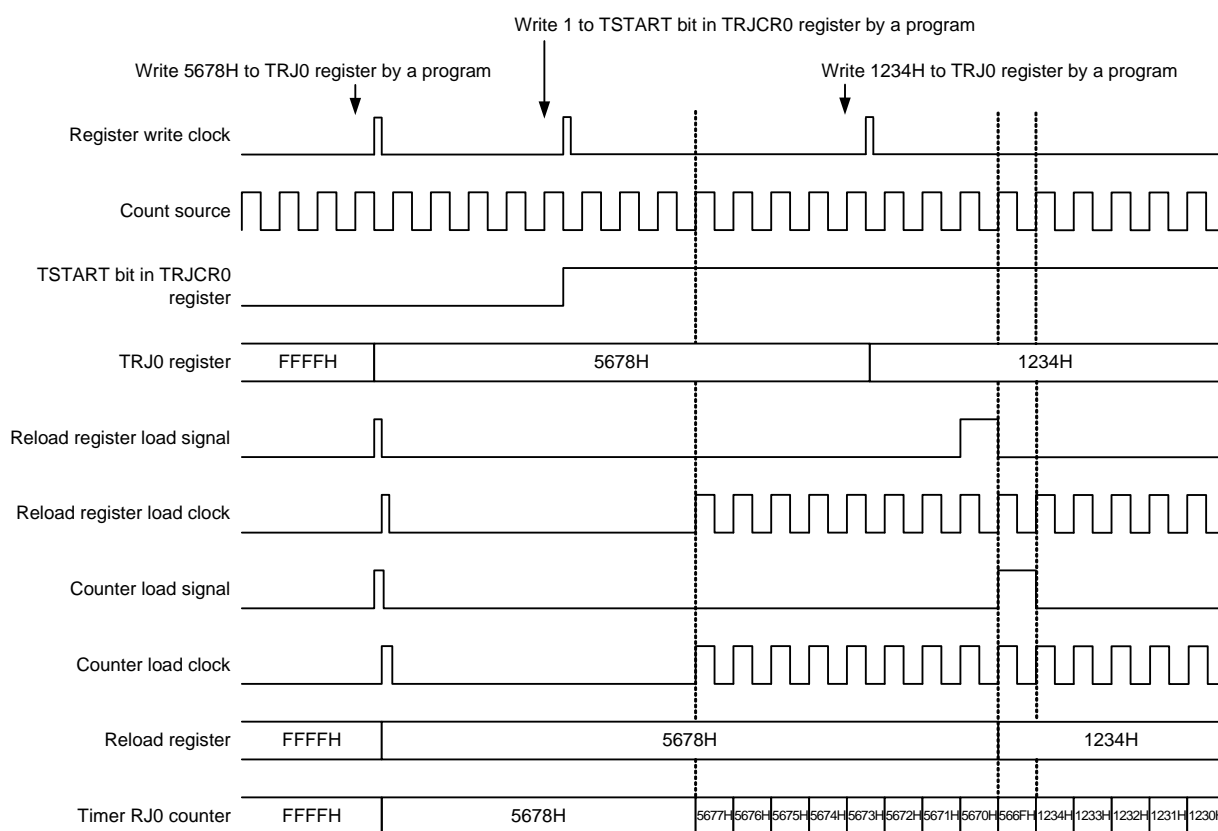 Write 1 to TSTART bit in TRJCR0 register by a program
Write 5678H to TRJ0 register by a program
Write 1234H to TRJ0 register by a program
Register write clock
Count source
TSTART bit in TRJCR0
register
TRJ0 register
FFFFH
5678H
1234H
Reload register load signal
Reload register load clock
Counter load signal
Counter load clock
Reload register
FFFFH
5678H
1234H
Timer RJ0 counter
FFFFH
5678H
5677H 5676H 5675H 5674H 5673H 5672H 5671H 5670H 566FH 1234H 1233H 1232H 1231H 1230H